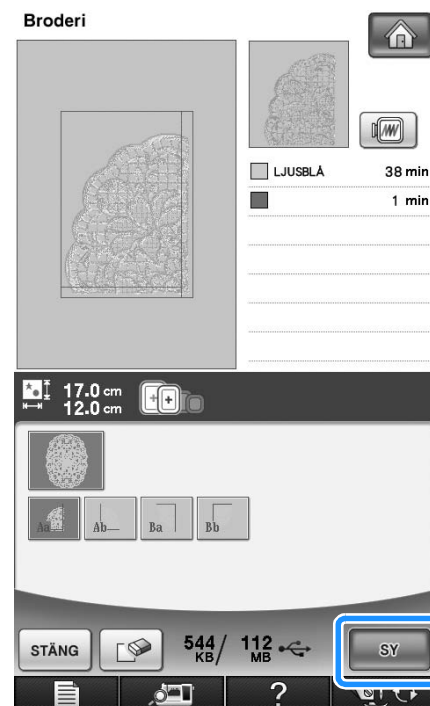 Broderi
LJUSBLÅ 38 min
1 min
17.0 cm
12.0 cm
Aa Ab Ba Bb
STÄNG 544 KB/ 112 MB SY
?